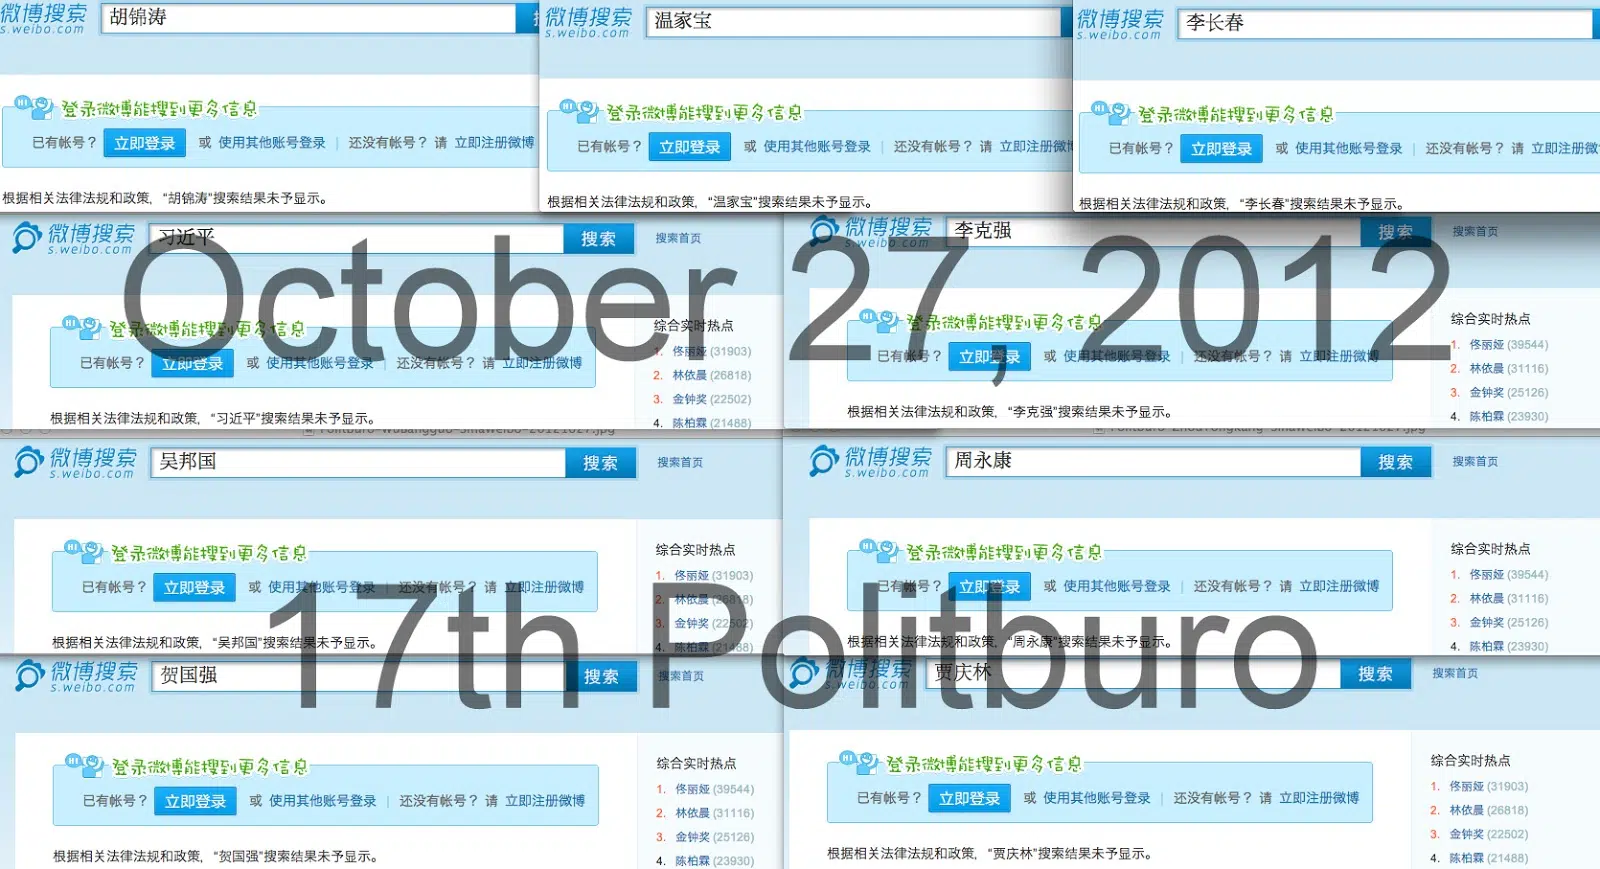 微博搜索 胡锦涛
s.weibo.com
登录微博能搜到更多信息
已有帐号？ 立即登录 或 使用其他账号登录 | 还没有帐号？ 请 立即注册微博
根据相关法律法规和政策，“胡锦涛”搜索结果未予显示。
微博搜索 温家宝
s.weibo.com
登录微博能搜到更多信息
已有帐号？ 立即登录 或 使用其他账号登录 | 还没有帐号？ 请 立即注册微
根据相关法律法规和政策，“温家宝”搜索结果未予显示。
微博搜索 李长春
s.weibo.com
登录微博能搜到更多信息
已有帐号？ 立即登录 或 使用其他账号登录 | 还没有帐号？ 请 立即注册微
根据相关法律法规和政策，“李长春”搜索结果未予显示。
October 27, 2012
微博搜索 习近平 搜索 搜索首页
s.weibo.com
登录微博能搜到更多信息
已有帐号？ 立即登录 或 使用其他账号登录 | 还没有帐号？ 请 立即注册微博
根据相关法律法规和政策，“习近平”搜索结果未予显示。
综合实时热点
1. 佟丽娅 (31903)
2. 林依晨 (26818)
3. 金钟奖 (22502)
4. 陈柏霖 (21488)
微博搜索 李克强 搜索 搜索首页
s.weibo.com
登录微博能搜到更多信息
已有帐号？ 立即登录 或 使用其他账号登录 | 还没有帐号？ 请 立即注册微博
根据相关法律法规和政策，“李克强”搜索结果未予显示。
综合实时热点
1. 佟丽娅 (39544)
2. 林依晨 (31116)
3. 金钟奖 (25126)
4. 陈柏霖 (23930)
微博搜索 吴邦国 搜索 搜索首页
s.weibo.com
登录微博能搜到更多信息
已有帐号？ 立即登录 或 使用其他账号登录 | 还没有帐号？ 请 立即注册微博
根据相关法律法规和政策，“吴邦国”搜索结果未予显示。
综合实时热点
1. 佟丽娅 (31903)
2. 林依晨 (26818)
3. 金钟奖 (22502)
4. 陈柏霖 (21488)
微博搜索 周永康 搜索 搜索首页
s.weibo.com
登录微博能搜到更多信息
已有帐号？ 立即登录 或 使用其他账号登录 | 还没有帐号？ 请 立即注册微博
根据相关法律法规和政策，“周永康”搜索结果未予显示。
综合实时热点
1. 佟丽娅 (39544)
2. 林依晨 (31116)
3. 金钟奖 (25126)
4. 陈柏霖 (23930)
17th Politburo
微博搜索 贺国强 搜索 搜索首页
s.weibo.com
登录微博能搜到更多信息
已有帐号？ 立即登录 或 使用其他账号登录 | 还没有帐号？ 请 立即注册微博
根据相关法律法规和政策，“贺国强”搜索结果未予显示。
综合实时热点
1. 佟丽娅 (39544)
2. 林依晨 (31116)
3. 金钟奖 (25126)
4. 陈柏霖 (23930)
微博搜索 贾庆林 搜索 搜索首页
s.weibo.com
登录微博能搜到更多信息
已有帐号？ 立即登录 或 使用其他账号登录 | 还没有帐号？ 请 立即注册微博
根据相关法律法规和政策，“贾庆林”搜索结果未予显示。
综合实时热点
1. 佟丽娅 (31903)
2. 林依晨 (26818)
3. 金钟奖 (22502)
4. 陈柏霖 (21488)